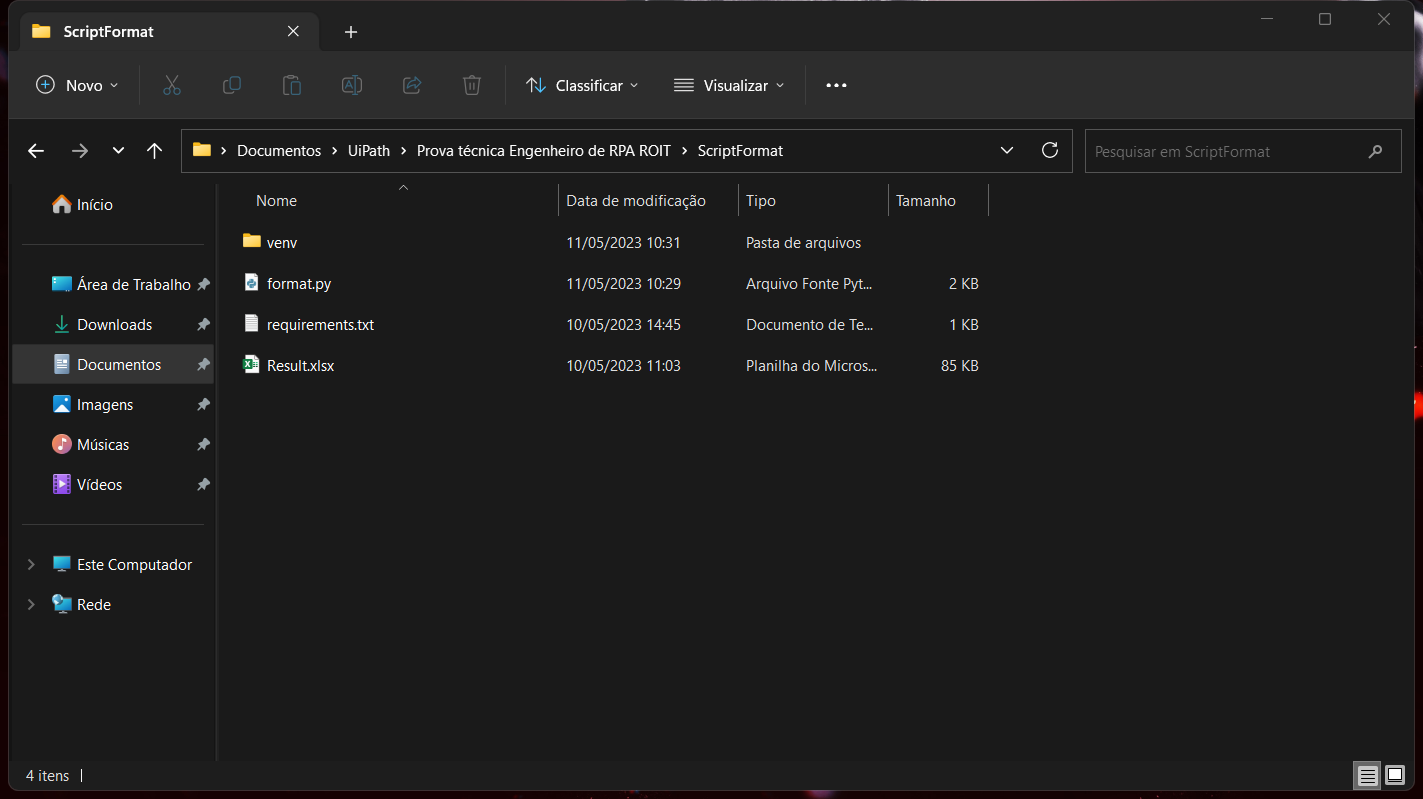 ScriptFormat
Novo Classificar Visualizar
Documentos UiPath Prova técnica Engenheiro de RPA ROIT ScriptFormat Pesquisar em ScriptFormat
Início
Área de Trabalho
Downloads
Documentos
Imagens
Músicas
Vídeos
Este Computador
Rede
Nome Data de modificação Tipo Tamanho
venv 11/05/2023 10:31 Pasta de arquivos
format.py 11/05/2023 10:29 Arquivo Fonte Pyt... 2 KB
requirements.txt 10/05/2023 14:45 Documento de Te... 1 KB
Result.xlsx 10/05/2023 11:03 Planilha do Micros... 85 KB
4 itens